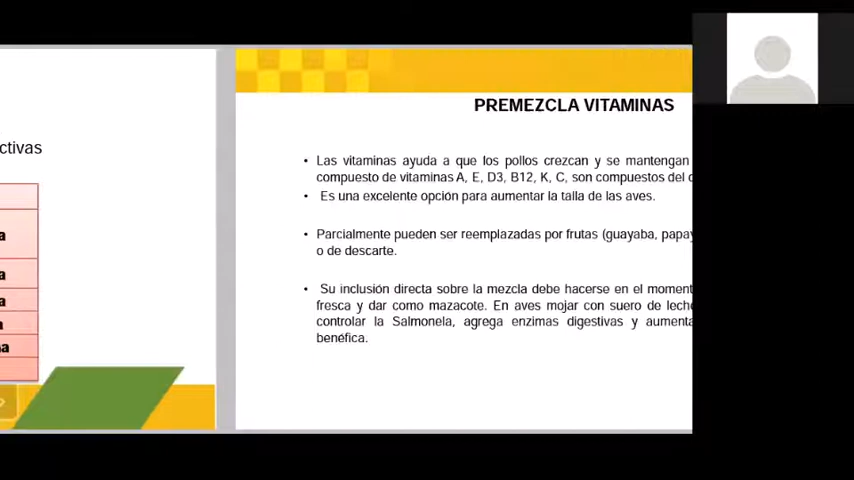 ctivas
a
a
a
a
sa
PREMEZCLA VITAMINAS
• Las vitaminas ayuda a que los pollos crezcan y se mantengan
compuesto de vitaminas A, E, D3, B12, K, C, son compuestos del
• Es una excelente opción para aumentar la talla de las aves.
• Parcialmente pueden ser reemplazadas por frutas (guayaba, papay
o de descarte.
• Su inclusión directa sobre la mezcla debe hacerse en el moment
fresca y dar como mazacote. En aves mojar con suero de lech
controlar la Salmonela, agrega enzimas digestivas y aumenta
benéfica.